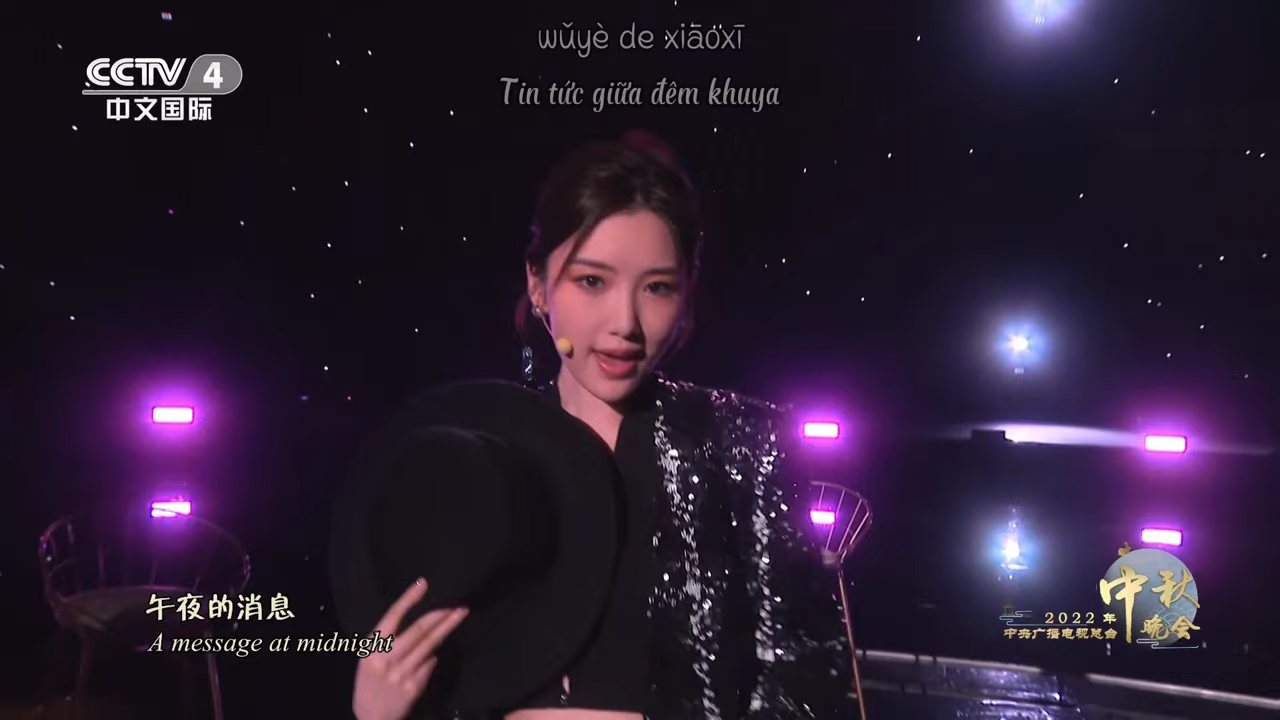 wǔyè de xiāoxī
Tin tức giữa đêm khuya
CCTV 4
中文国际
午夜的消息
A message at midnight
中秋
晚会
2022年
中央广播电视总台